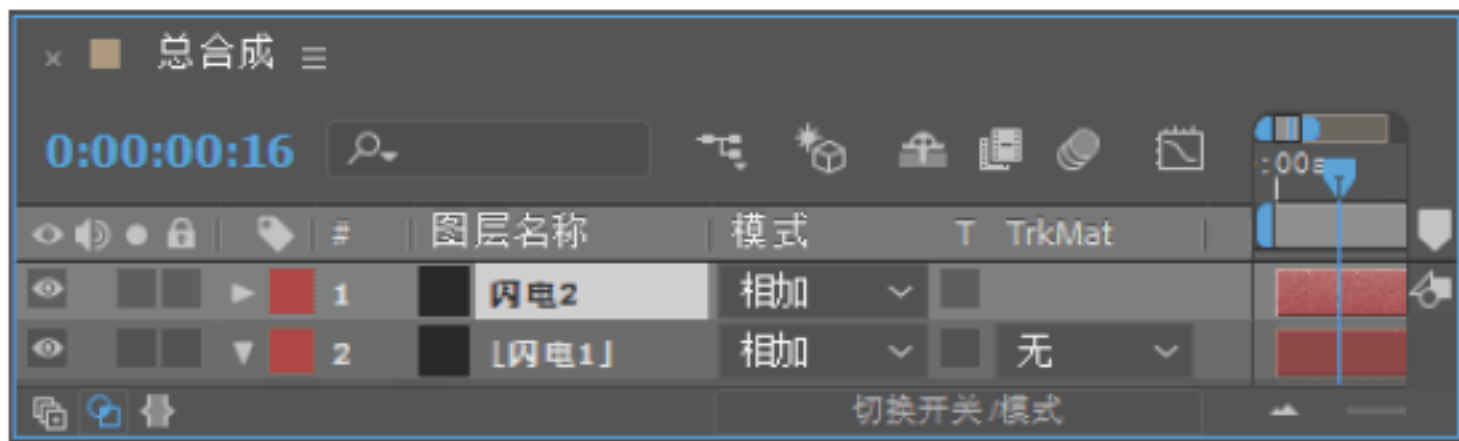 × 总合成 ≡
0:00:00:16
:00s
# 图层名称 模式 T TrkMat
1 闪电2 相加
2 [闪电1] 相加 无
切换开关/模式